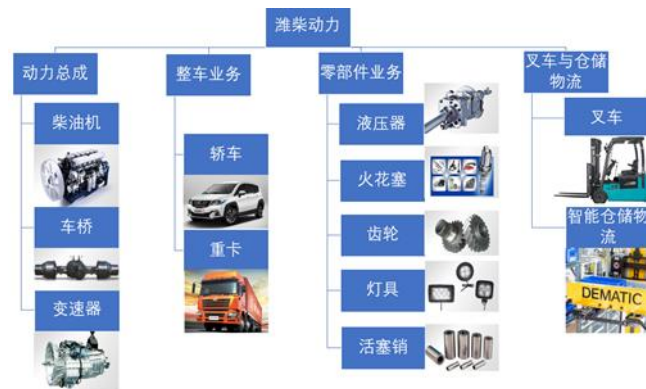 潍柴动力
动力总成
柴油机
车桥
变速器
整车业务
轿车
重卡
零部件业务
液压器
火花塞
齿轮
灯具
活塞销
叉车与仓储
物流
叉车
智能仓储物
流
DEMATIC